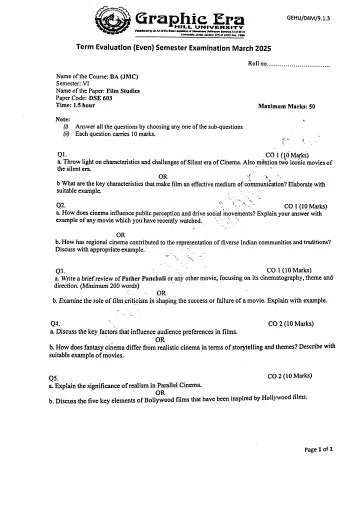 GEHU/D4M/9.1.3
Graphic Era
HILL UNIVERSITY
Term Evaluation (Even) Semester Examination March 2025
Roll no..............................
Name of the Course: BA (JMC)
Semester: VI
Name of the Paper: Film Studies
Paper Code: DSE 603
Time: 1.5 hour
Maximum Marks: 50
Note:
(i) Answer all the questions by choosing any one of the sub-questions
(ii) Each question carries 10 marks.
Q1. CO 1 (10 Marks)
a. Throw light on characteristics and challenges of Silent era of Cinema. Also mention two iconic movies of
the silent era.
OR
b What are the key characteristics that make film an effective medium of communication? Elaborate with
suitable example.
Q2. CO 1 (10 Marks)
a. How does cinema influence public perception and drive social movements? Explain your answer with
example of any movie which you have recently watched.
OR
b. How has regional cinema contributed to the representation of diverse Indian communities and traditions?
Discuss with appropriate example.
Q3. CO 1 (10 Marks)
a. Write a brief review of Pather Panchali or any other movie, focusing on its cinematography, theme and
direction. (Minimum 200 words)
OR
b. Examine the role of film criticism in shaping the success or failure of a movie. Explain with example.
Q4. CO 2 (10 Marks)
a. Discuss the key factors that influence audience preferences in films.
OR
b. How does fantasy cinema differ from realistic cinema in terms of storytelling and themes? Describe with
suitable example of movies.
Q5. CO 2 (10 Marks)
a. Explain the significance of realism in Parallel Cinema.
OR
b. Discuss the five key elements of Bollywood films that have been inspired by Hollywood films.
Page 1 of 1